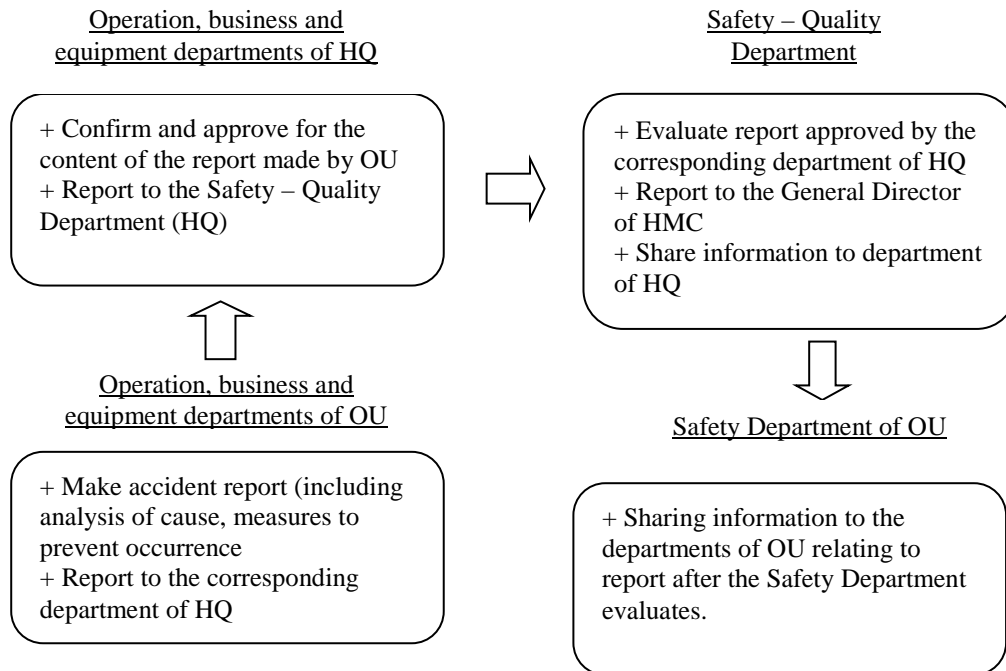 Operation, business and
equipment departments of HQ
+ Confirm and approve for the
content of the report made by OU
+ Report to the Safety – Quality
Department (HQ)
Safety – Quality
Department
+ Evaluate report approved by the
corresponding department of HQ
+ Report to the General Director
of HMC
+ Share information to department
of HQ
Operation, business and
equipment departments of OU
+ Make accident report (including
analysis of cause, measures to
prevent occurrence
+ Report to the corresponding
department of HQ
Safety Department of OU
+ Sharing information to the
departments of OU relating to
report after the Safety Department
evaluates.